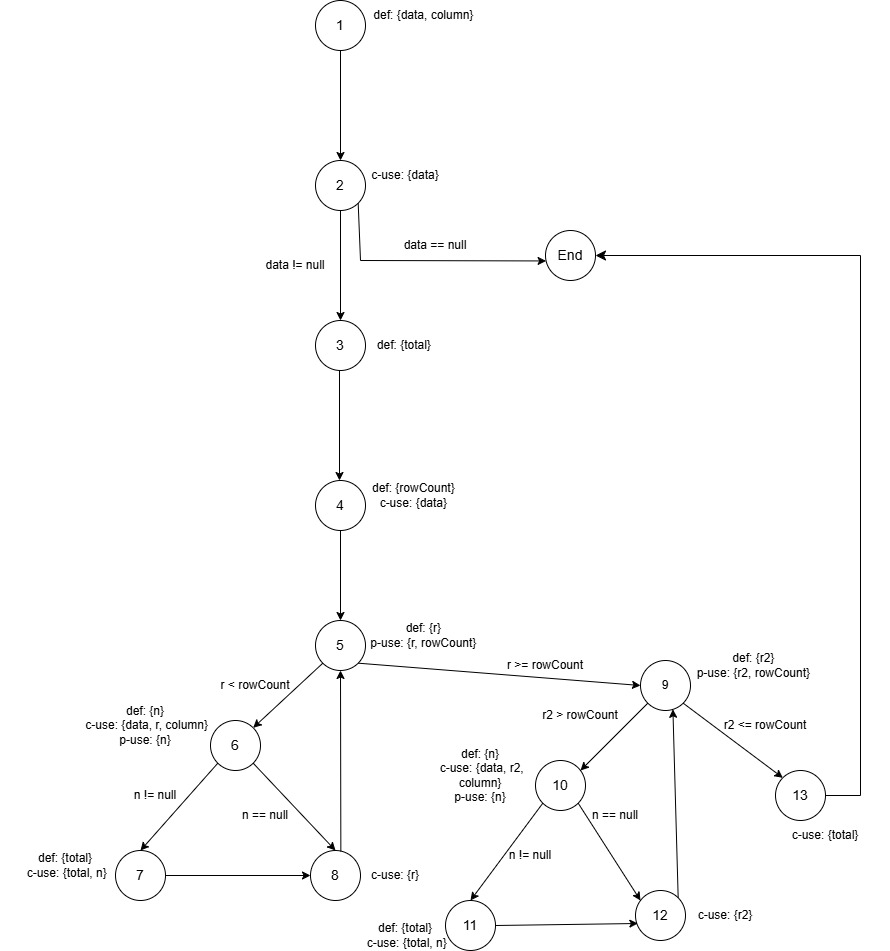 1
def: {data, column}
2
c-use: {data}
data == null
End
data != null
3
def: {total}
4
def: {rowCount}
c-use: {data}
5
def: {r}
p-use: {r, rowCount}
r < rowCount
r >= rowCount
9
def: {r2}
p-use: {r2, rowCount}
def: {n}
c-use: {data, r, column}
p-use: {n}
6
r2 > rowCount
r2 <= rowCount
n != null
n == null
def: {n}
c-use: {data, r2,
column}
p-use: {n}
10
13
c-use: {total}
n == null
n != null
def: {total}
c-use: {total, n}
7
8
c-use: {r}
def: {total}
c-use: {total, n}
11
12
c-use: {r2}